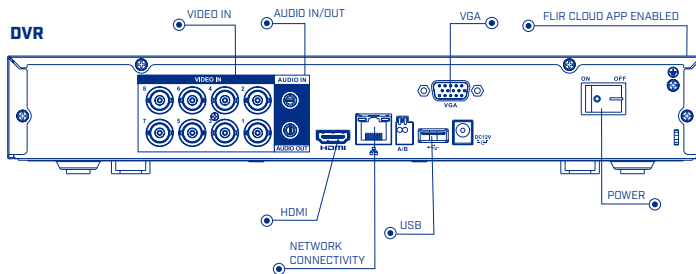 VIDEO IN
AUDIO IN/OUT
VGA
FLIR CLOUD APP ENABLED
DVR
VIDEO IN
AUDIO IN
8 6 4 2
7 5 3 1
AUDIO OUT
HDMI
A/B
VGA
DC12V
ON OFF
HDMI
USB
POWER
NETWORK
CONNECTIVITY